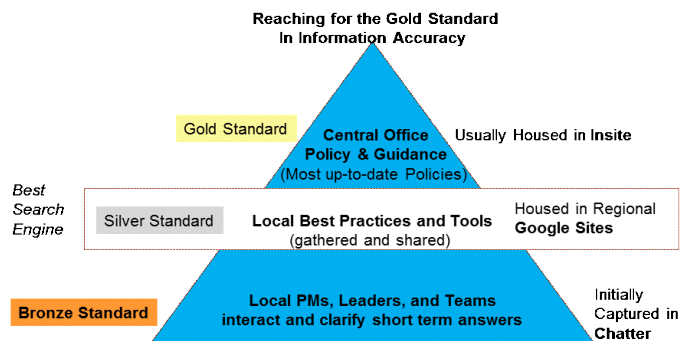 Reaching for the Gold Standard
In Information Accuracy
Gold Standard
Central Office
Policy & Guidance
(Most up-to-date Policies)
Usually Housed in Insite
Best
Search
Engine
Silver Standard
Local Best Practices and Tools
(gathered and shared)
Housed in Regional
Google Sites
Bronze Standard
Local PMs, Leaders, and Teams
interact and clarify short term answers
Initially
Captured in
Chatter